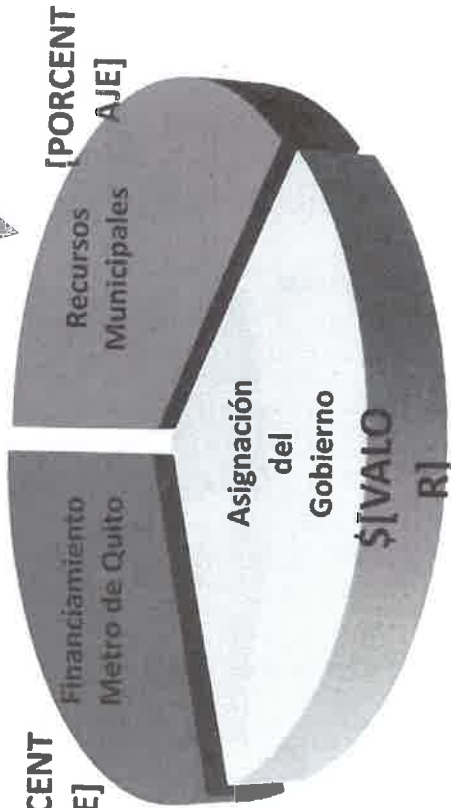 [PORCENT
AJE]
Recursos
Municipales
Financiamiento
Metro de Quito
CENT
E]
Asignación
del
Gobierno
$[VALO
R]